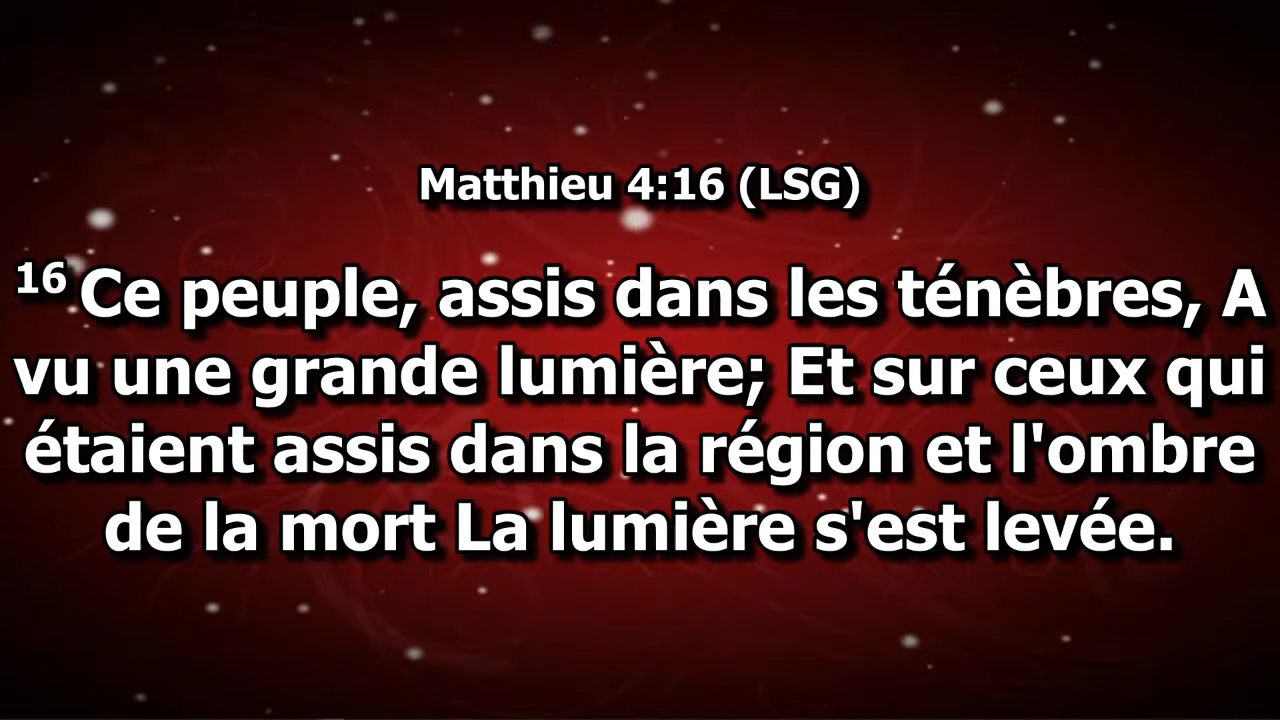 Matthieu 4:16 (LSG)
16 Ce peuple, assis dans les ténèbres, A
vu une grande lumière; Et sur ceux qui
étaient assis dans la région et l'ombre
de la mort La lumière s'est levée.